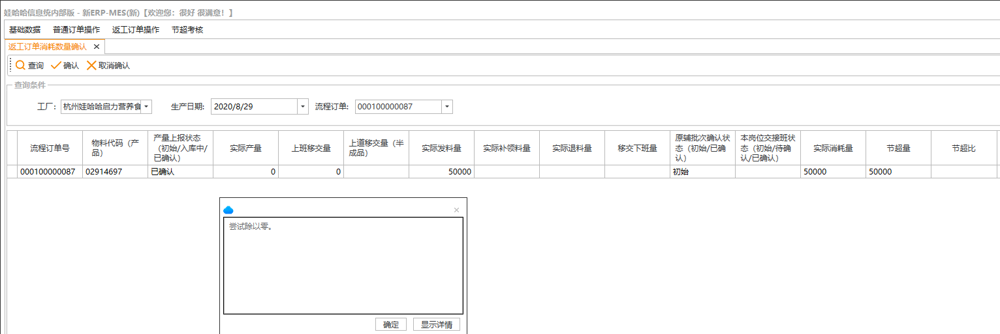 娃哈哈信息统内部版 - 新ERP-MES(新)【欢迎您：很好 很满意！】
基础数据 普通订单操作 返工订单操作 节超考核
返工订单消耗数量确认
查询 确认 取消确认
查询条件
工厂： 杭州娃哈哈启力营养食 生产日期: 2020/8/29 流程订单: 000100000087
流程订单号
物料代码（产
品）
产量上报状态
（初始/入库中/
已确认）
实际产量
上班移交量
上道移交量（半
成品）
实际发料量
实际补领料量
实际退料量
移交下班量
原辅批次确认状
态（初始/已确
认）
本岗位交接班状
态（初始/待确
认/已确认）
实际消耗量
节超量
节超比
000100000087 02914697 已确认 0 0 50000 初始 50000 50000
尝试除以零。
确定 显示详情